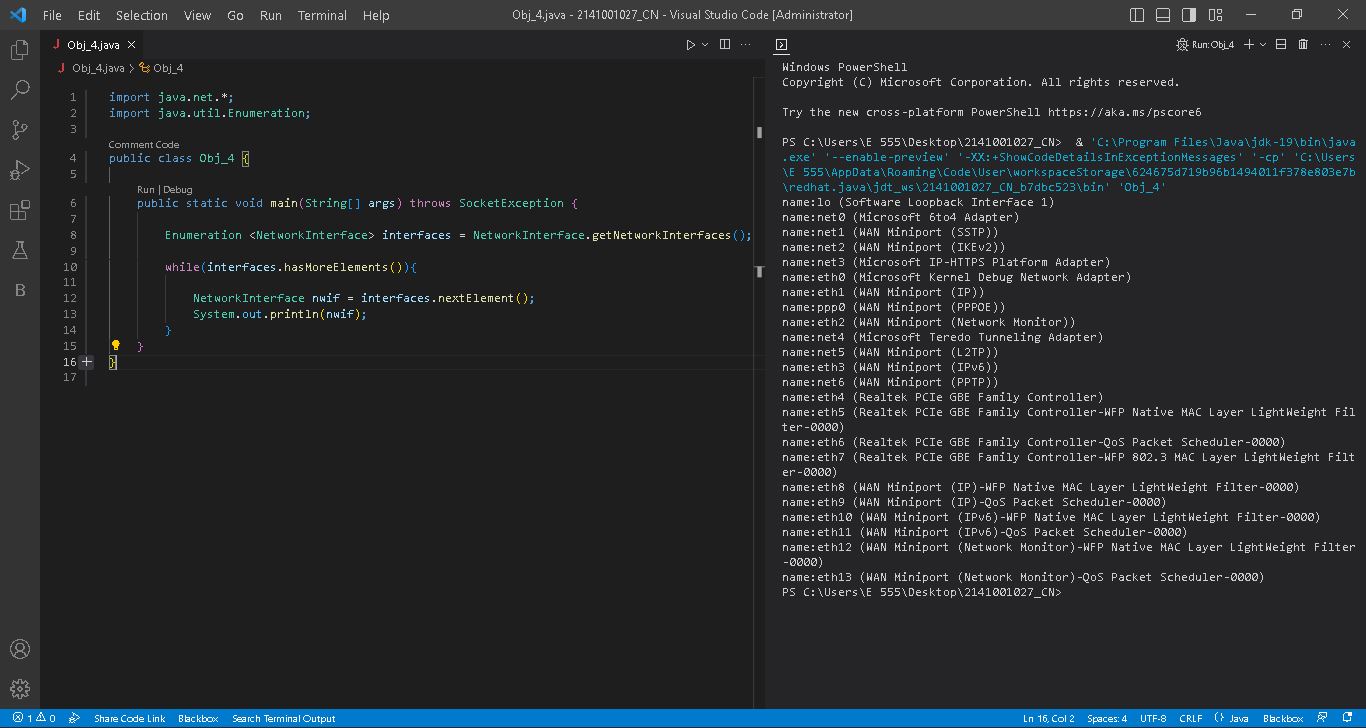 File Edit Selection View Go Run Terminal Help
Obj_4.java - 2141001027_CN - Visual Studio Code [Administrator]
J Obj_4.java
J Obj_4.java > Obj_4
1 import java.net.*;
2 import java.util.Enumeration;
3
Comment Code
4 public class Obj_4 {
5
Run | Debug
6 public static void main(String[] args) throws SocketException {
7
8 Enumeration <NetworkInterface> interfaces = NetworkInterface.getNetworkInterfaces();
9
10 while(interfaces.hasMoreElements()){
11
12 NetworkInterface nwif = interfaces.nextElement();
13 System.out.println(nwif);
14 }
15 }
16 }
17
Run: Obj_4
Windows PowerShell
Copyright (C) Microsoft Corporation. All rights reserved.
Try the new cross-platform PowerShell https://aka.ms/pscore6
PS C:\Users\E 555\Desktop\2141001027_CN>  & 'C:\Program Files\Java\jdk-19\bin\java
.exe' '--enable-preview' '-XX:+ShowCodeDetailsInExceptionMessages' '-cp' 'C:\Users
\E 555\AppData\Roaming\Code\User\workspaceStorage\624675d719b96b1494011f378e803e7b
\redhat.java\jdt_ws\2141001027_CN_b7dbc523\bin' 'Obj_4'
name:lo (Software Loopback Interface 1)
name:net0 (Microsoft 6to4 Adapter)
name:net1 (WAN Miniport (SSTP))
name:net2 (WAN Miniport (IKEv2))
name:net3 (Microsoft IP-HTTPS Platform Adapter)
name:eth0 (Microsoft Kernel Debug Network Adapter)
name:eth1 (WAN Miniport (IP))
name:ppp0 (WAN Miniport (PPPOE))
name:eth2 (WAN Miniport (Network Monitor))
name:net4 (Microsoft Teredo Tunneling Adapter)
name:net5 (WAN Miniport (L2TP))
name:eth3 (WAN Miniport (IPv6))
name:net6 (WAN Miniport (PPTP))
name:eth4 (Realtek PCIe GBE Family Controller)
name:eth5 (Realtek PCIe GBE Family Controller-WFP Native MAC Layer LightWeight Fil
ter-0000)
name:eth6 (Realtek PCIe GBE Family Controller-QoS Packet Scheduler-0000)
name:eth7 (Realtek PCIe GBE Family Controller-WFP 802.3 MAC Layer LightWeight Filt
er-0000)
name:eth8 (WAN Miniport (IP)-WFP Native MAC Layer LightWeight Filter-0000)
name:eth9 (WAN Miniport (IP)-QoS Packet Scheduler-0000)
name:eth10 (WAN Miniport (IPv6)-WFP Native MAC Layer LightWeight Filter-0000)
name:eth11 (WAN Miniport (IPv6)-QoS Packet Scheduler-0000)
name:eth12 (WAN Miniport (Network Monitor)-WFP Native MAC Layer LightWeight Filter
-0000)
name:eth13 (WAN Miniport (Network Monitor)-QoS Packet Scheduler-0000)
PS C:\Users\E 555\Desktop\2141001027_CN>
B
1 0 Share Code Link Blackbox Search Terminal Output Ln 16, Col 2 Spaces: 4 UTF-8 CRLF {} Java Blackbox